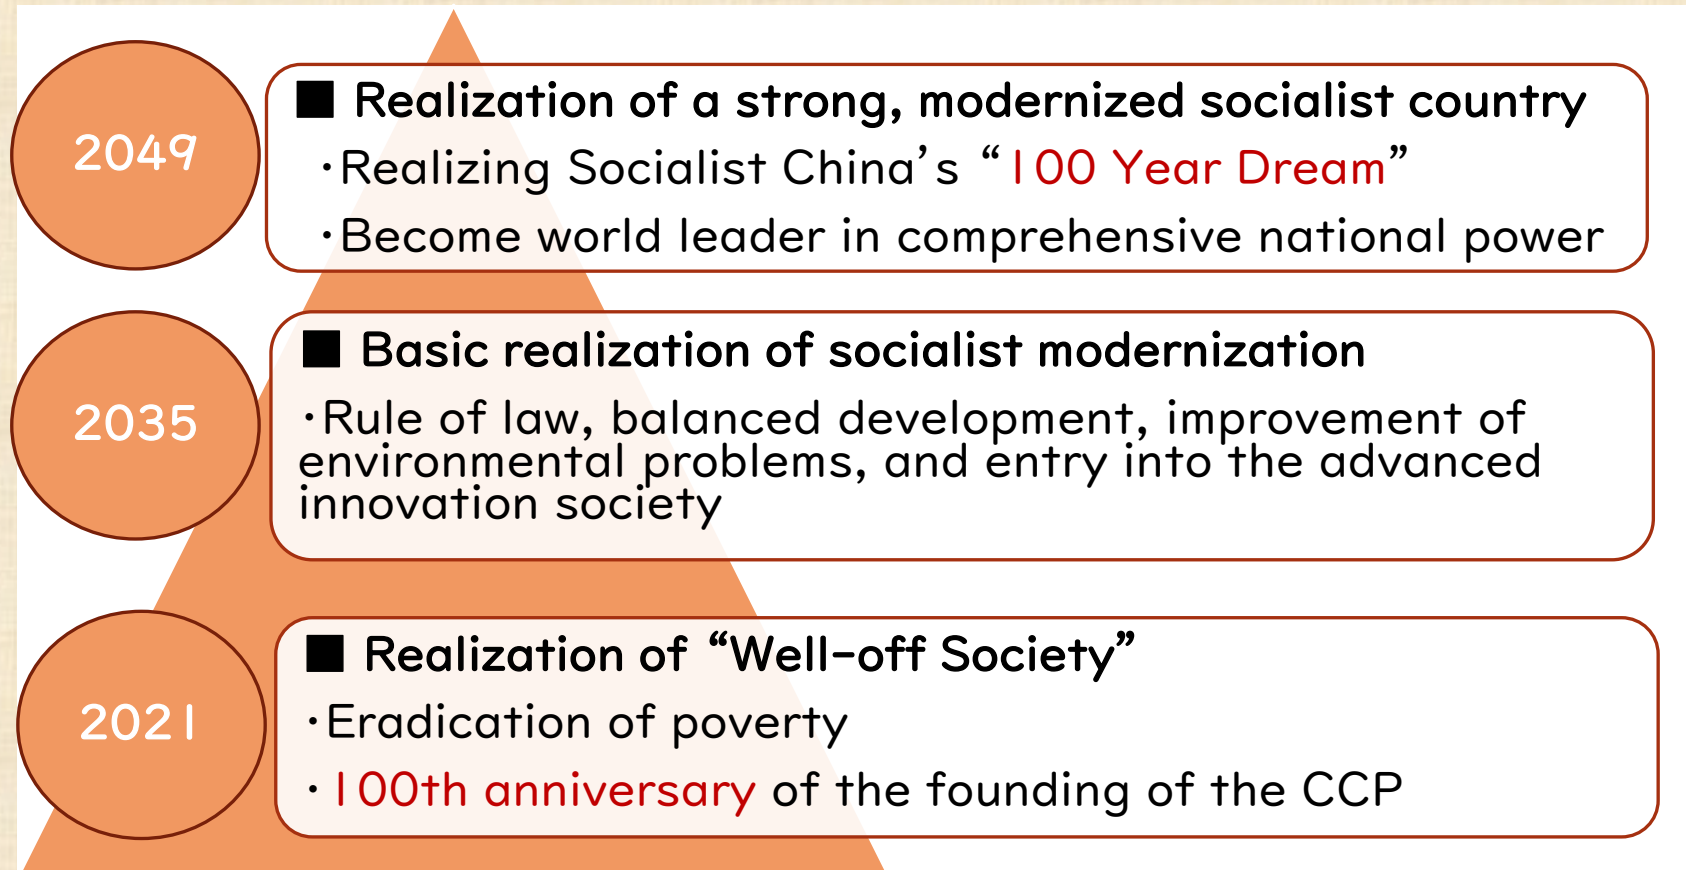 2049
■ Realization of a strong, modernized socialist country
・Realizing Socialist China’s “100 Year Dream”
・Become world leader in comprehensive national power
2035
■ Basic realization of socialist modernization
・Rule of law, balanced development, improvement of
environmental problems, and entry into the advanced
innovation society
2021
■ Realization of “Well-off Society”
・Eradication of poverty
・100th anniversary of the founding of the CCP